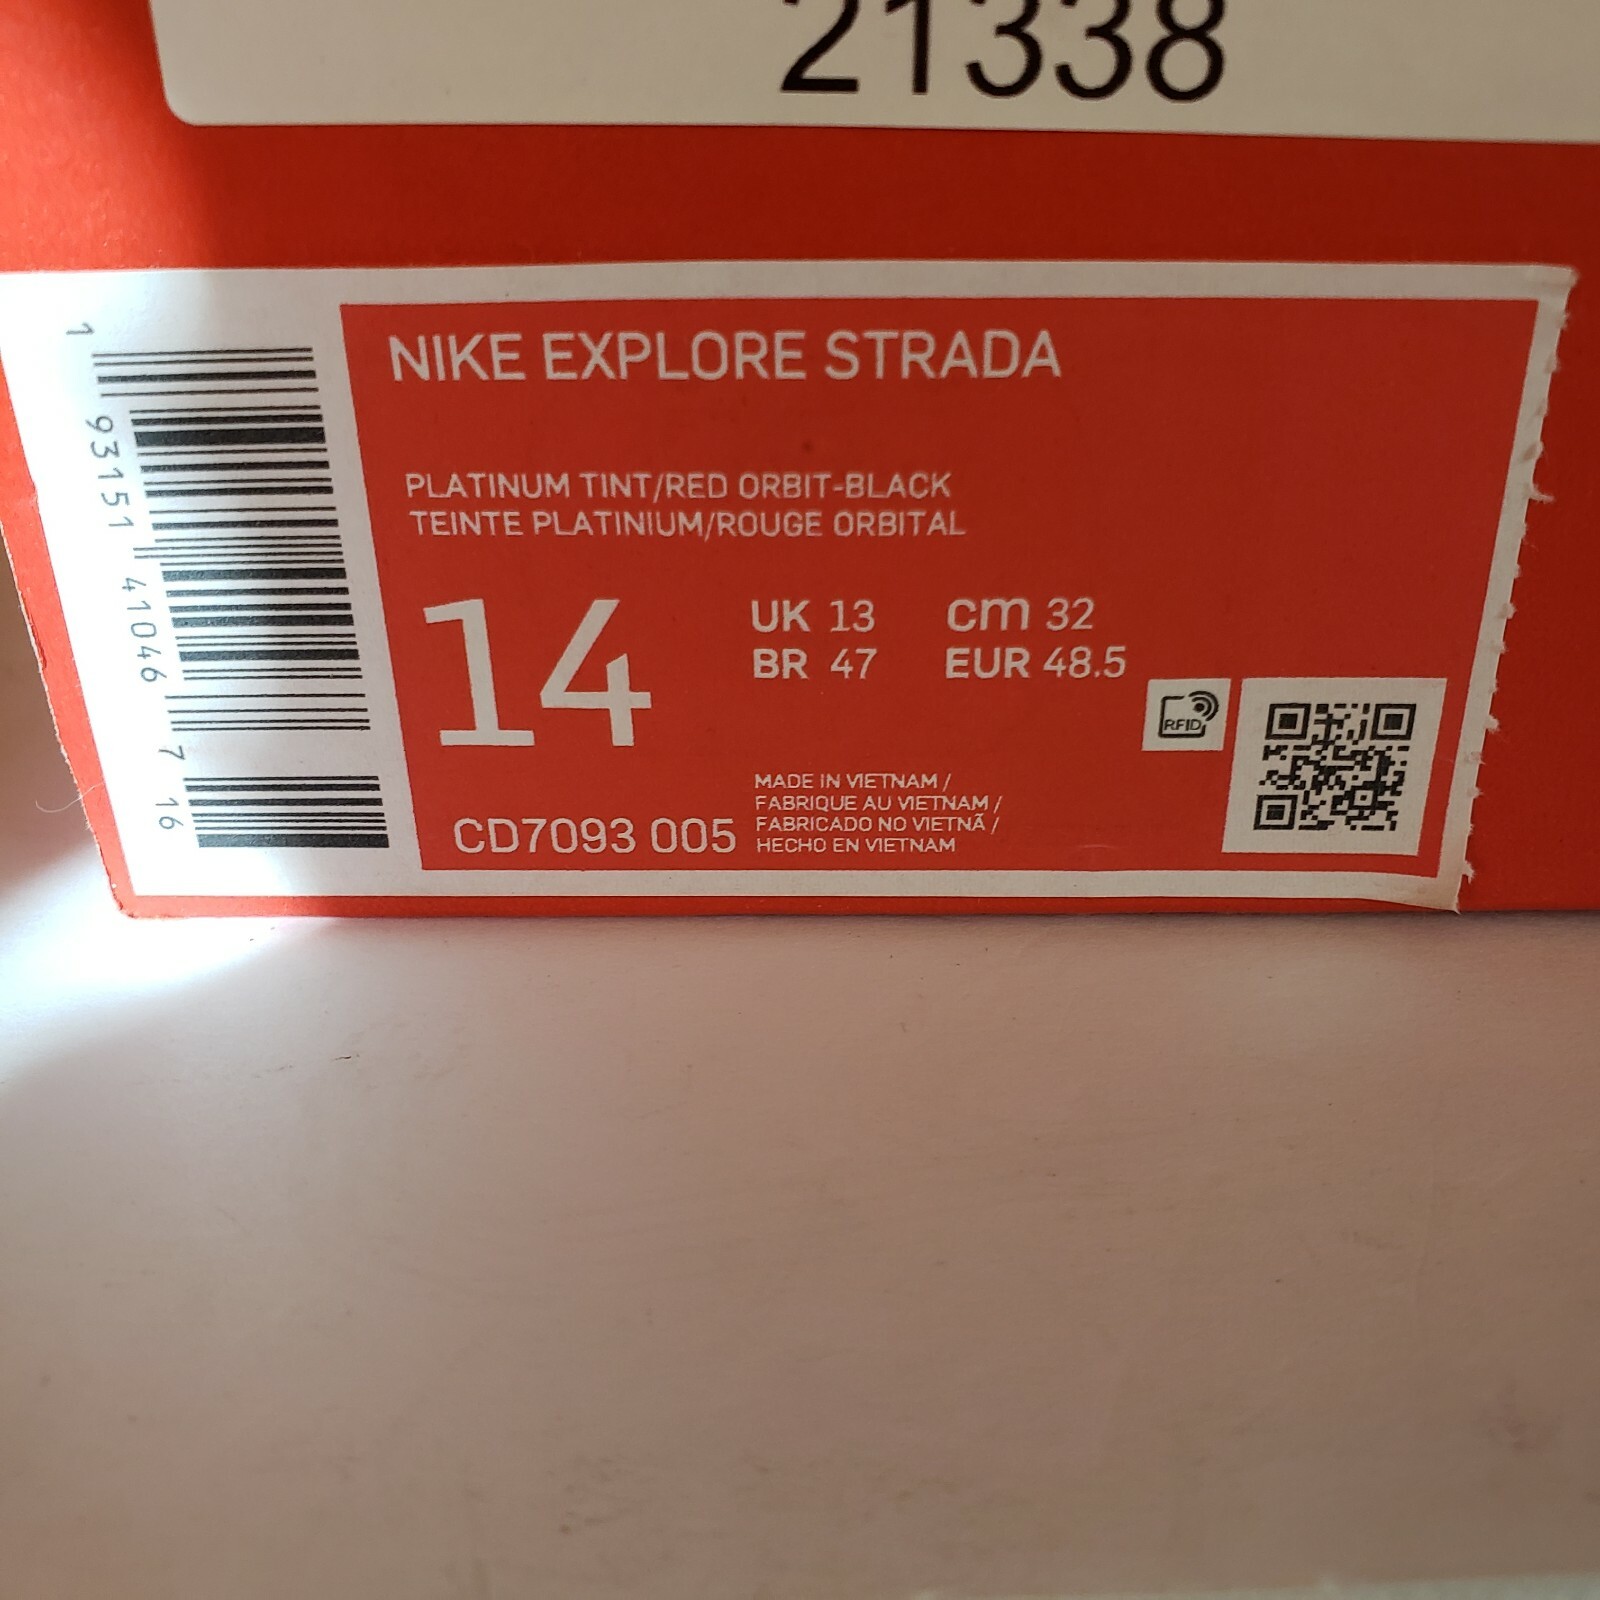 21338
NIKE EXPLORE STRADA
PLATINUM TINT/RED ORBIT-BLACK
TEINTE PLATINIUM/ROUGE ORBITAL
14
UK 13 cm 32
BR 47 EUR 48.5
RFID
MADE IN VIETNAM /
FABRIQUE AU VIETNAM /
FABRICADO NO VIETNÃ /
HECHO EN VIETNAM
CD7093 005
1 93151 41046 7 16